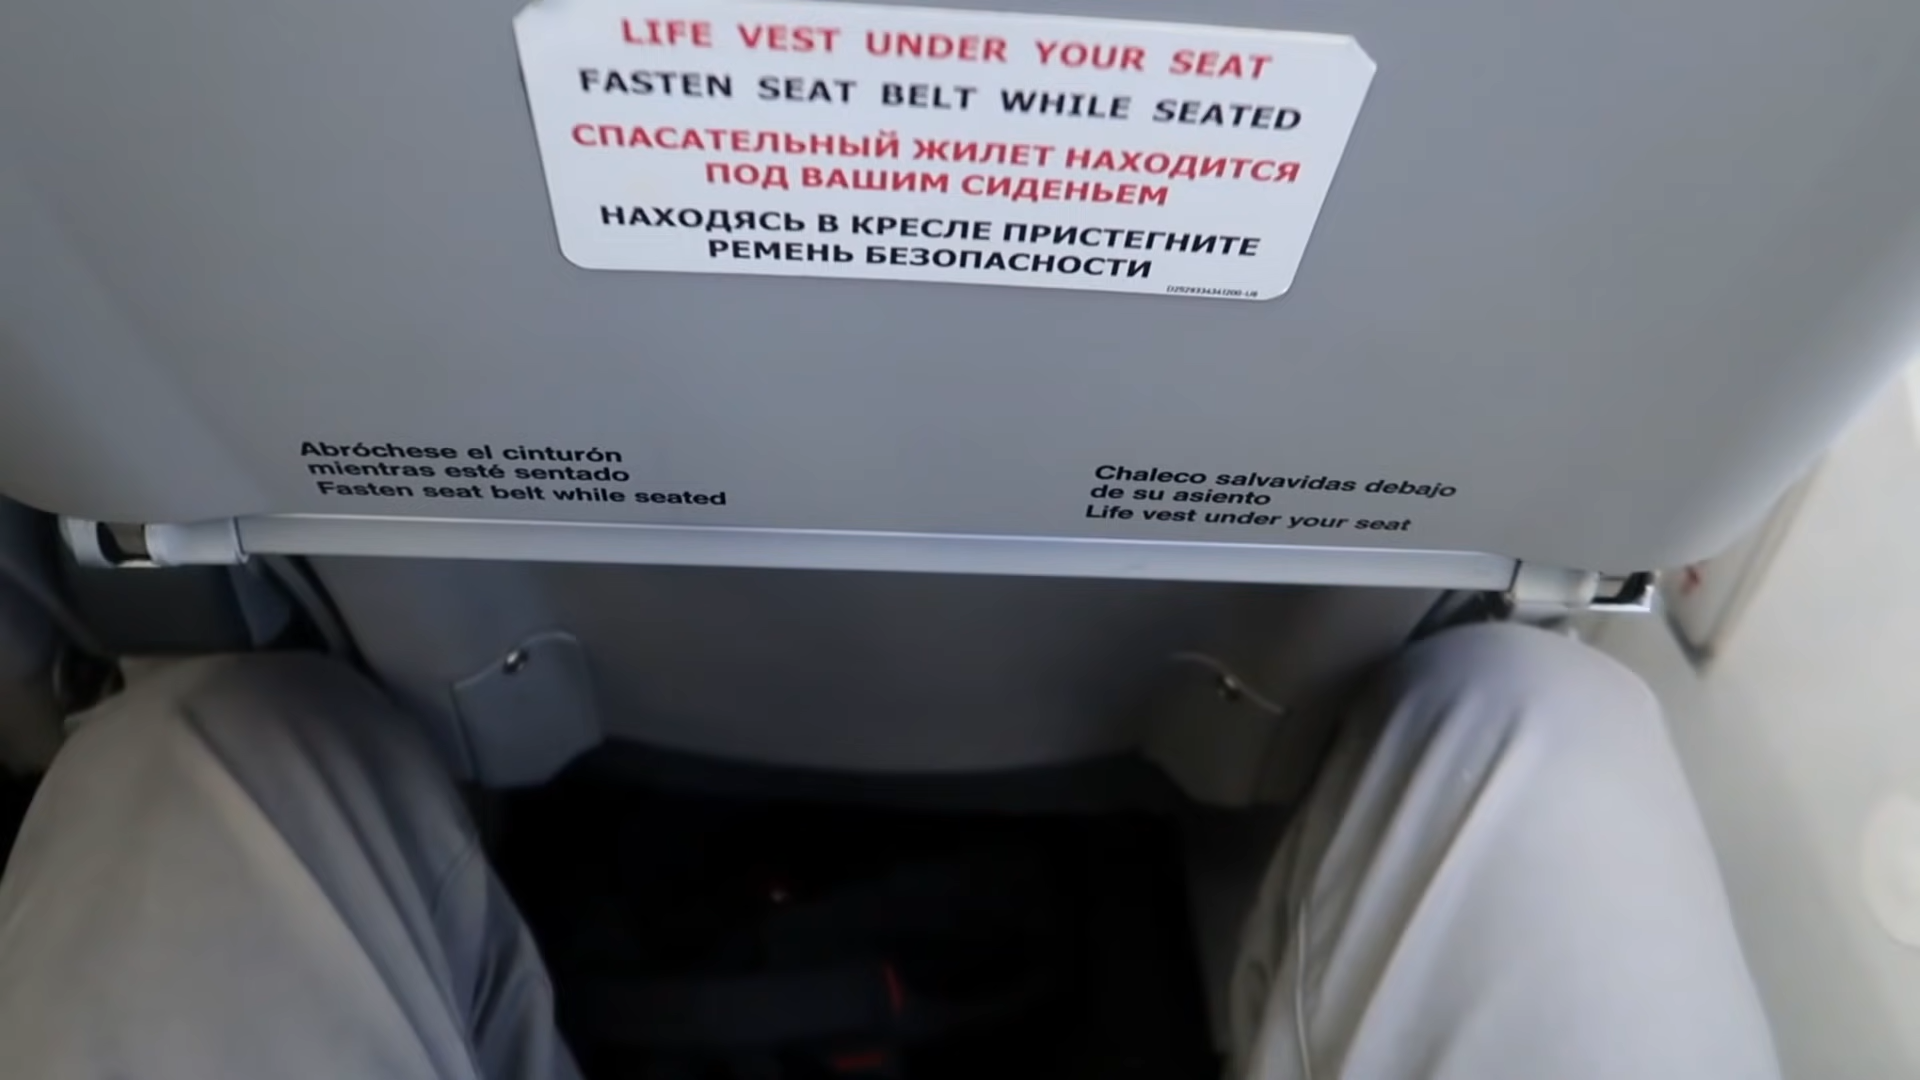 LIFE VEST UNDER YOUR SEAT
FASTEN SEAT BELT WHILE SEATED
СПАСАТЕЛЬНЫЙ ЖИЛЕТ НАХОДИТСЯ
ПОД ВАШИМ СИДЕНЬЕМ
НАХОДЯСЬ В КРЕСЛЕ ПРИСТЕГНИТЕ
РЕМЕНЬ БЕЗОПАСНОСТИ
Abróchese el cinturón
mientras esté sentado
Fasten seat belt while seated
Chaleco salvavidas debajo
de su asiento
Life vest under your seat